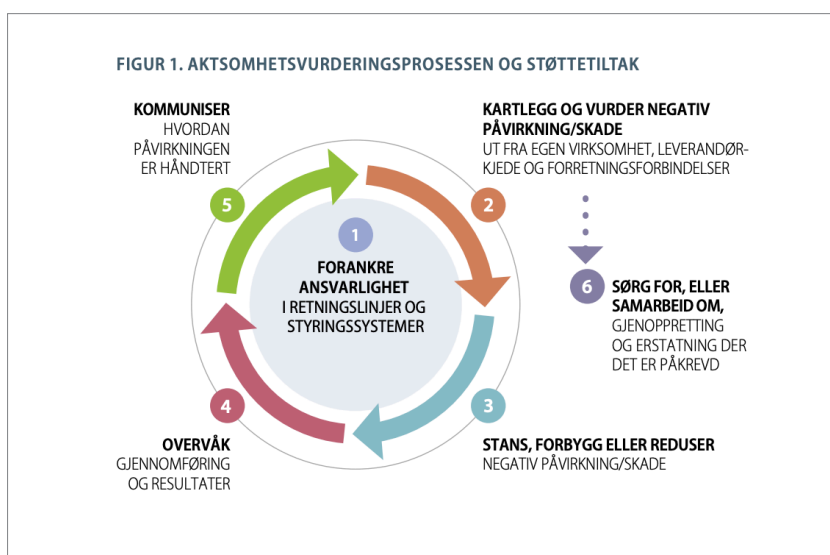 FIGUR 1. AKTSOMHETSVURDERINGSPROSESSEN OG STØTTETILTAK
1
FORANKRE
ANSVARLIGHET
I RETNINGSLINJER OG
STYRINGSSYSTEMER
2
KARTLEGG OG VURDER NEGATIV
PÅVIRKNING/SKADE
UT FRA EGEN VIRKSOMHET, LEVERANDØR-
KJEDE OG FORRETNINGSFORBINDELSER
3
STANS, FORBYGG ELLER REDUSER
NEGATIV PÅVIRKNING/SKADE
4
OVERVÅK
GJENNOMFØRING
OG RESULTATER
5
KOMMUNISER
HVORDAN
PÅVIRKNINGEN
ER HÅNDTERT
6
SØRG FOR, ELLER
SAMARBEID OM,
GJENOPPRETTING
OG ERSTATNING DER
DET ER PÅKREVD